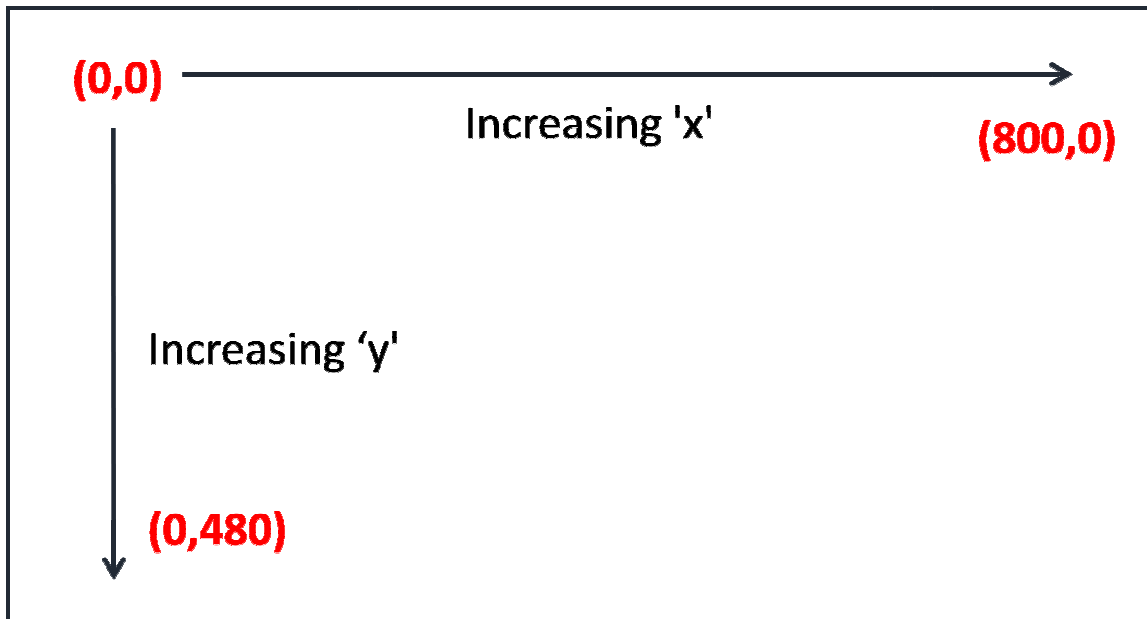 (0,0)
Increasing 'x'
(800,0)
Increasing ‘y'
(0,480)